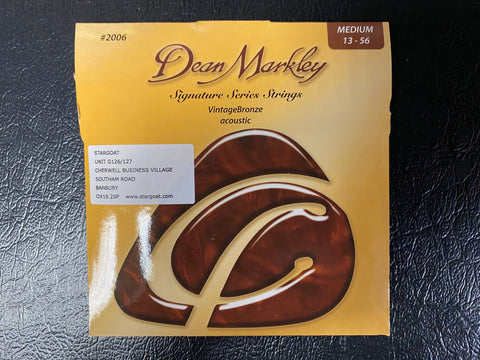 #2006
MEDIUM
13 - 56
Dean Markley
Signature Series Strings
VintageBronze
acoustic
STARGOAT
UNIT G126/127
CHERWELL BUSINESS VILLAGE
SOUTHAM ROAD
BANBURY
OX16 2SP www.stargoat.com